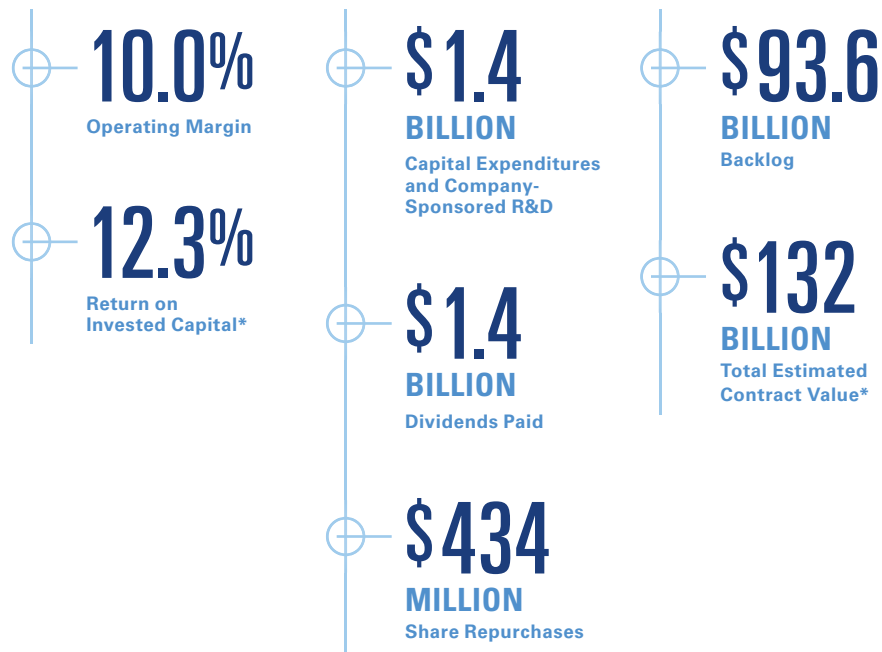 10.0%
Operating Margin
12.3%
Return on
Invested Capital*
$1.4
BILLION
Capital Expenditures
and Company-
Sponsored R&D
$1.4
BILLION
Dividends Paid
$434
MILLION
Share Repurchases
$93.6
BILLION
Backlog
$132
BILLION
Total Estimated
Contract Value*